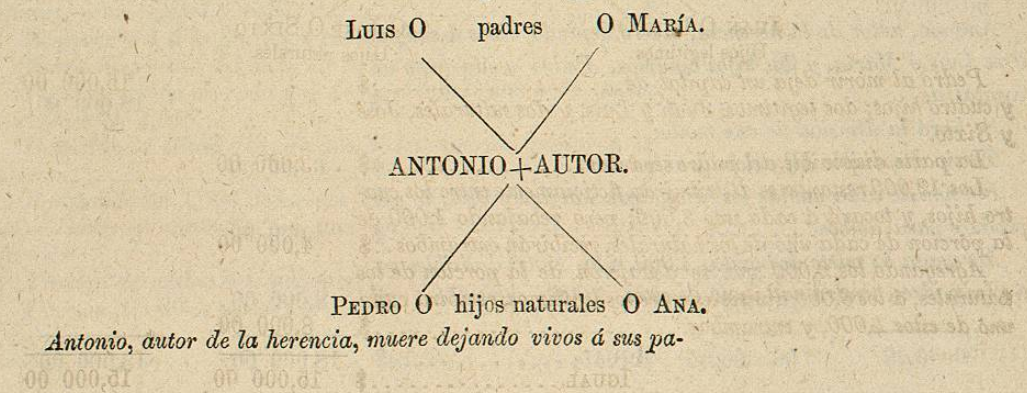 LUIS O padres O MARÍA.
ANTONIO+AUTOR.
PEDRO O hijos naturales O ANA.
Antonio, autor de la herencia, muere dejando vivos á sus pa-